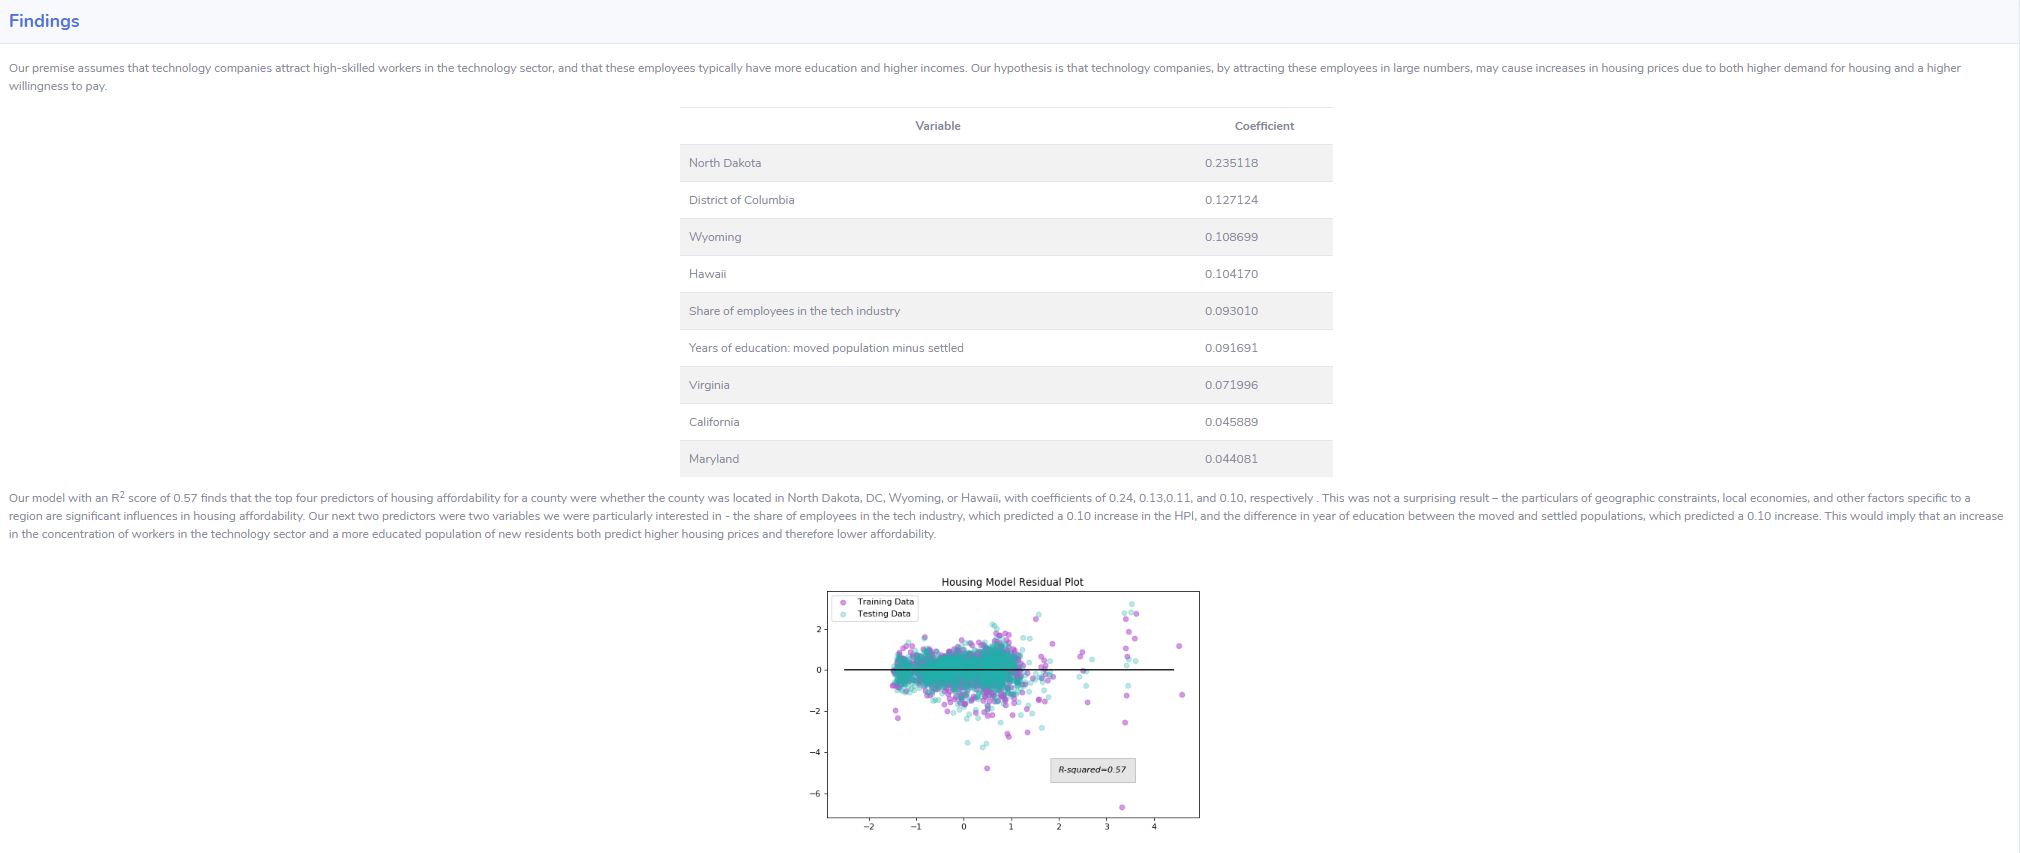 Findings
Our premise assumes that technology companies attract high-skilled workers in the technology sector, and that these employees typically have more education and higher incomes. Our hypothesis is that technology companies, by attracting these employees in large numbers, may cause increases in housing prices due to both higher demand for housing and a higher
willingness to pay.
Variable Coefficient
North Dakota 0.235118
District of Columbia 0.127124
Wyoming 0.108699
Hawaii 0.104170
Share of employees in the tech industry 0.093010
Years of education: moved population minus settled 0.091691
Virginia 0.071996
California 0.045889
Maryland 0.044081
Our model with an R² score of 0.57 finds that the top four predictors of housing affordability for a county were whether the county was located in North Dakota, DC, Wyoming, or Hawaii, with coefficients of 0.24, 0.13,0.11, and 0.10, respectively . This was not a surprising result – the particulars of geographic constraints, local economies, and other factors specific to a
region are significant influences in housing affordability. Our next two predictors were two variables we were particularly interested in - the share of employees in the tech industry, which predicted a 0.10 increase in the HPI, and the difference in year of education between the moved and settled populations, which predicted a 0.10 increase. This would imply that an increase
in the concentration of workers in the technology sector and a more educated population of new residents both predict higher housing prices and therefore lower affordability.
Housing Model Residual Plot
Training Data
Testing Data
2
0
−2
−4
R-squared=0.57
−6
−2 −1 0 1 2 3 4